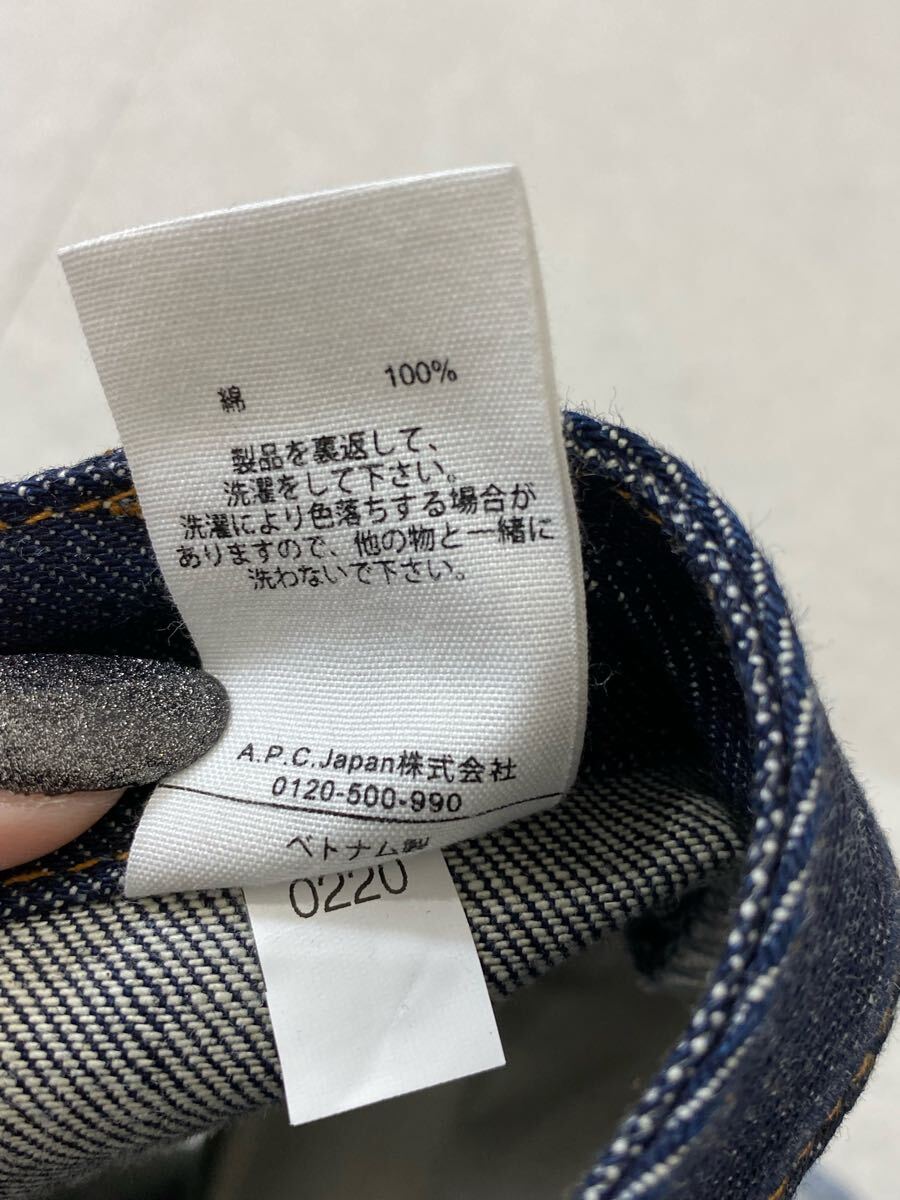 綿 100%
製品を裏返して、
洗濯をして下さい。
洗濯により色落ちする場合が
ありますので、他の物と一緒に
洗わないで下さい。
A.P.C.Japan株式会社
0120-500-990
ベトナム製
0220